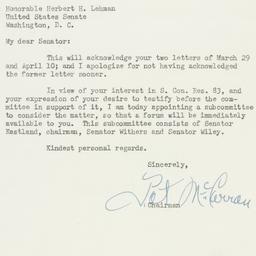 Honorable Herbert H. Lehman
United States Senate
Washington, D. C.
My dear Senator:
This will acknowledge your two letters of March 29
and April 10; and I apologize for not having acknowledged
the former letter sooner.
In view of your interest in S. Con. Res. 83, and
your expression of your desire to testify before the com-
mittee in support of it, I am today appointing a subcommittee
to consider the matter, so that a forum will be immediately
available to you. This subcommittee consists of Senator
Eastland, chairman, Senator Withers and Senator Wiley.
Kindest personal regards.
Sincerely,
Pat McCarran
Chairman